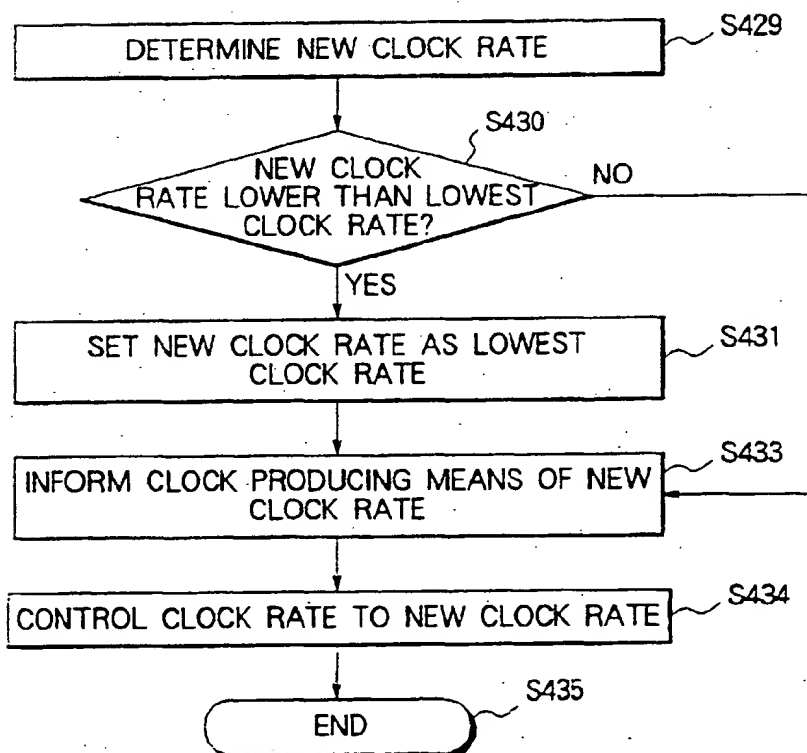 S429
DETERMINE NEW CLOCK RATE
S430
NEW CLOCK
RATE LOWER THAN LOWEST
CLOCK RATE?
NO
YES
SET NEW CLOCK RATE AS LOWEST
CLOCK RATE
S431
INFORM CLOCK PRODUCING MEANS OF NEW
CLOCK RATE
S433
CONTROL CLOCK RATE TO NEW CLOCK RATE
S434
END
S435